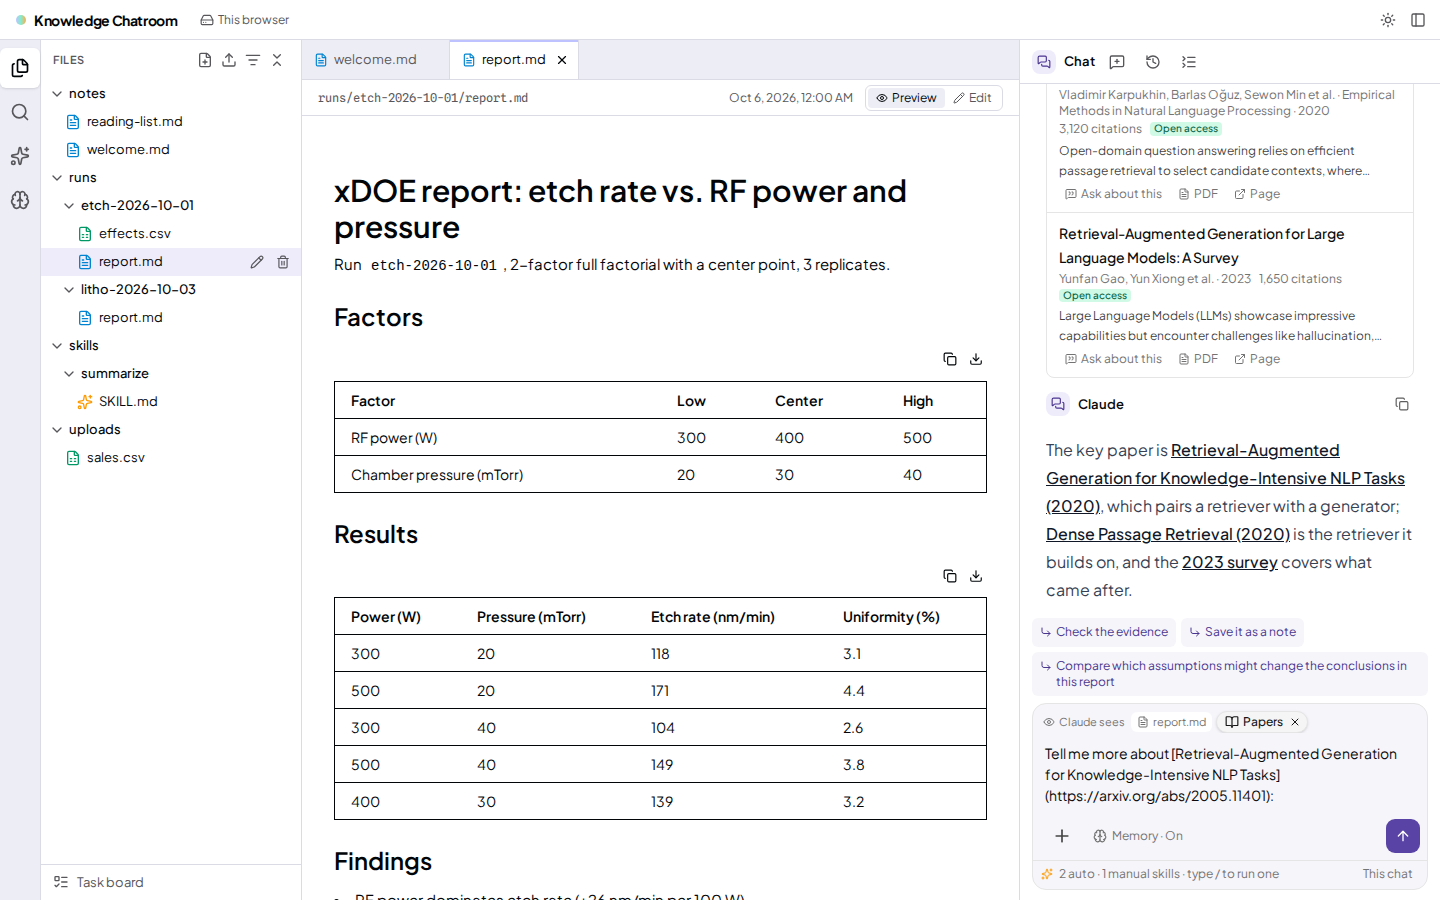 Knowledge Chatroom
This browser
FILES
notes
reading-list.md
welcome.md
runs
etch-2026-10-01
effects.csv
report.md
litho-2026-10-03
report.md
skills
summarize
SKILL.md
uploads
sales.csv
Task board
welcome.md
report.md
runs/etch-2026-10-01/report.md
Oct 6, 2026, 12:00 AM
Preview
Edit
xDOE report: etch rate vs. RF power and
pressure
Run etch-2026-10-01 , 2-factor full factorial with a center point, 3 replicates.
Factors
Factor Low Center High
RF power (W) 300 400 500
Chamber pressure (mTorr) 20 30 40
Results
Power (W) Pressure (mTorr) Etch rate (nm/min) Uniformity (%)
300 20 118 3.1
500 20 171 4.4
300 40 104 2.6
500 40 149 3.8
400 30 139 3.2
Findings
RF power dominates etch rate (+26 nm/min per 100 W)
Chat
Vladimir Karpukhin, Barlas Oğuz, Sewon Min et al. · Empirical
Methods in Natural Language Processing · 2020
3,120 citations Open access
Open-domain question answering relies on efficient
passage retrieval to select candidate contexts, where…
Ask about this PDF Page
Retrieval-Augmented Generation for Large
Language Models: A Survey
Yunfan Gao, Yun Xiong et al. · 2023 1,650 citations
Open access
Large Language Models (LLMs) showcase impressive
capabilities but encounter challenges like hallucination,…
Ask about this PDF Page
Claude
The key paper is Retrieval-Augmented
Generation for Knowledge-Intensive NLP Tasks
(2020), which pairs a retriever with a generator;
Dense Passage Retrieval (2020) is the retriever it
builds on, and the 2023 survey covers what
came after.
Check the evidence
Save it as a note
Compare which assumptions might change the conclusions in
this report
Claude sees report.md Papers
Tell me more about [Retrieval-Augmented Generation
for Knowledge-Intensive NLP Tasks]
(https://arxiv.org/abs/2005.11401):
Memory · On
2 auto · 1 manual skills · type / to run one
This chat